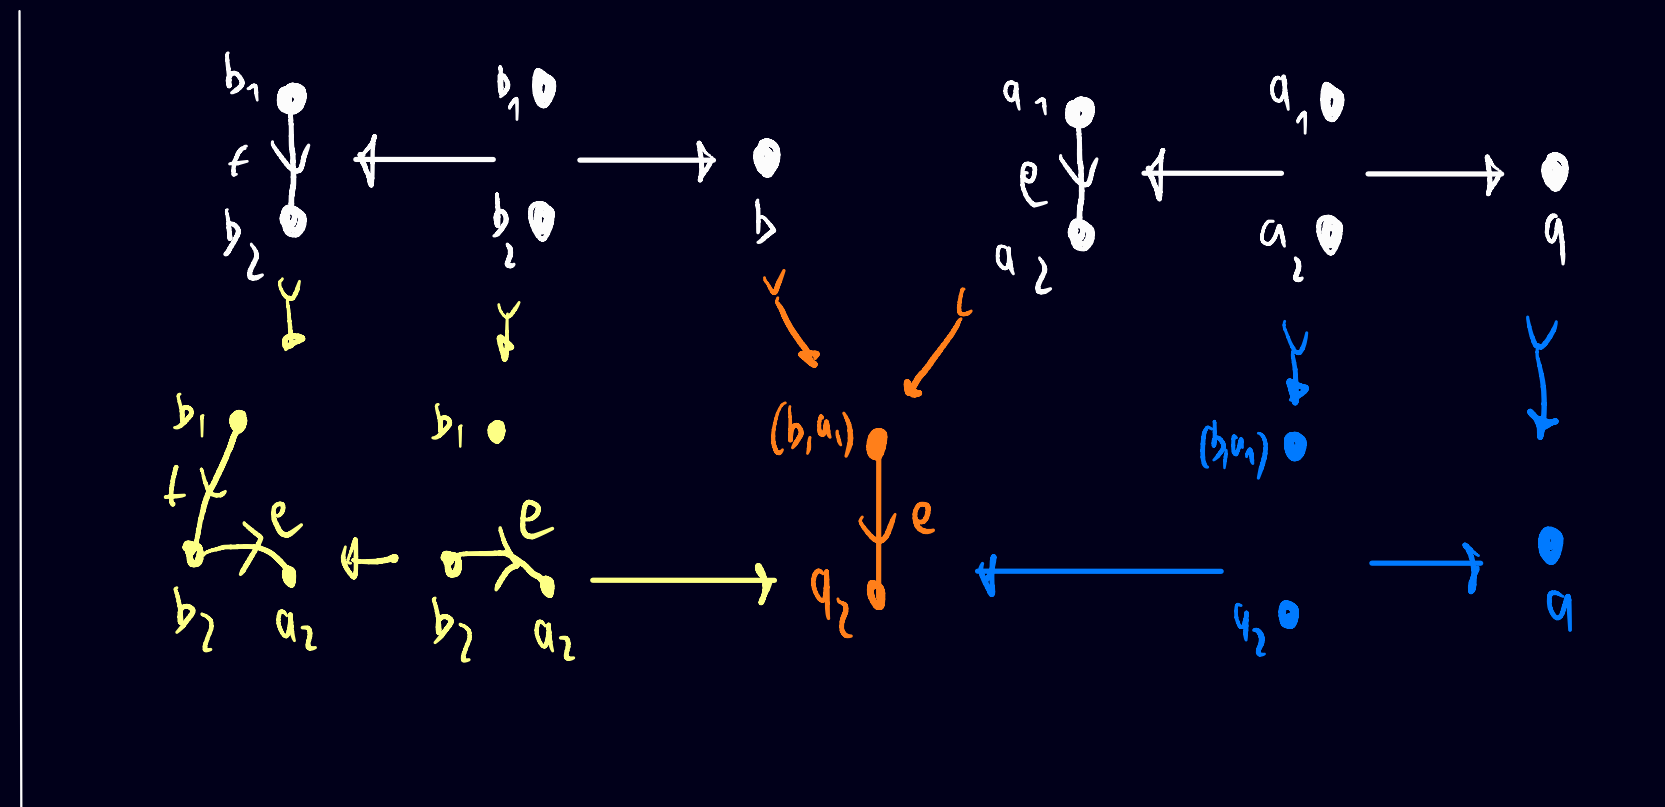 b1 b1 a1 a1
f e
b2 b2 b a2 a2 a
b1 b1 (b,a1) (b,a1)
f e e e
b2 a2 b2 a2 a2 a2 a